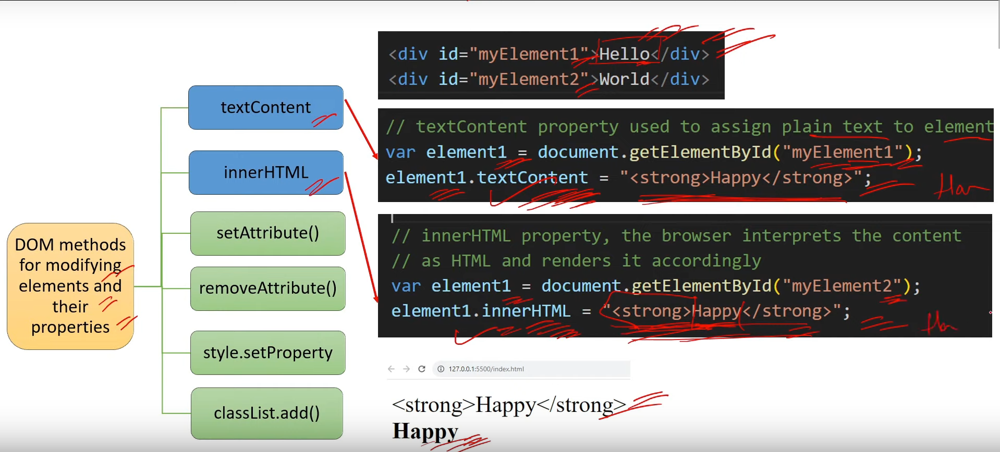 DOM methods
for modifying
elements and
their
properties
textContent
innerHTML
setAttribute()
removeAttribute()
style.setProperty
classList.add()
<div id="myElement1">Hello</div>
<div id="myElement2">World</div>
// textContent property used to assign plain text to element
var element1 = document.getElementById("myElement1");
element1.textContent = "<strong>Happy</strong>";
// innerHTML property, the browser interprets the content
// as HTML and renders it accordingly
var element1 = document.getElementById("myElement2");
element1.innerHTML = "<strong>Happy</strong>";
127.0.0.1:5500/index.html
<strong>Happy</strong>
Happy